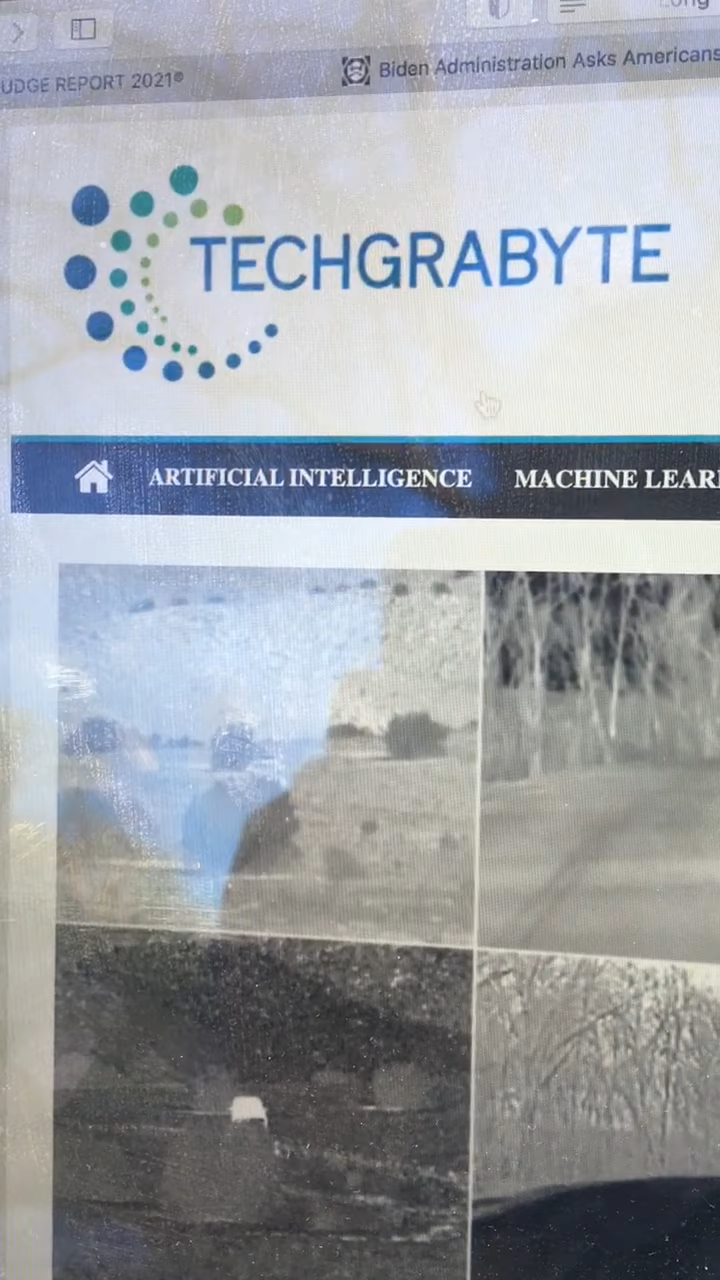 UDGE REPORT 2021®
Biden Administration Asks Americans
TECHGRABYTE
ARTIFICIAL INTELLIGENCE
MACHINE LEAR